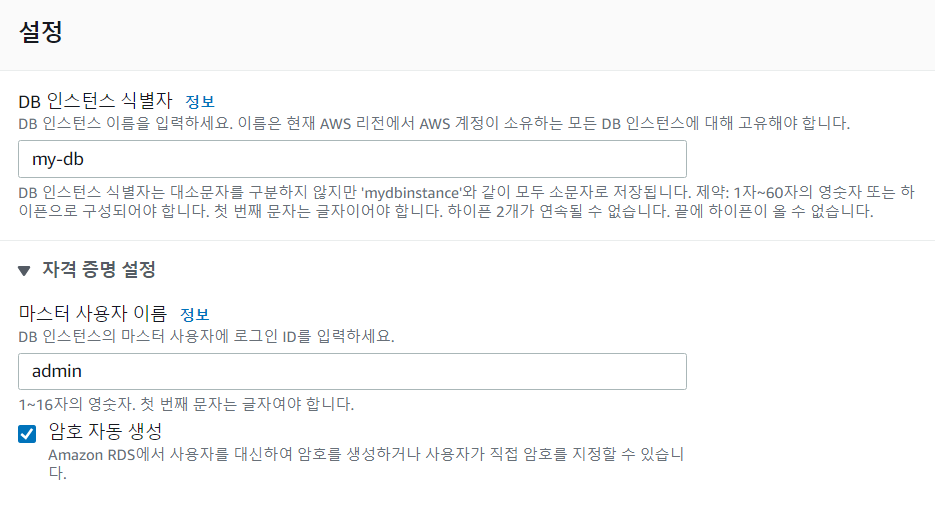 설정
DB 인스턴스 식별자 정보
DB 인스턴스 이름을 입력하세요. 이름은 현재 AWS 리전에서 AWS 계정이 소유하는 모든 DB 인스턴스에 대해 고유해야 합니다.
my-db
DB 인스턴스 식별자는 대소문자를 구분하지 않지만 'mydbinstance'와 같이 모두 소문자로 저장됩니다. 제약: 1자~60자의 영숫자 또는 하
이픈으로 구성되어야 합니다. 첫 번째 문자는 글자이어야 합니다. 하이픈 2개가 연속될 수 없습니다. 끝에 하이픈이 올 수 없습니다.
자격 증명 설정
마스터 사용자 이름 정보
DB 인스턴스의 마스터 사용자에 로그인 ID를 입력하세요.
admin
1~16자의 영숫자. 첫 번째 문자는 글자여야 합니다.
암호 자동 생성
Amazon RDS에서 사용자를 대신하여 암호를 생성하거나 사용자가 직접 암호를 지정할 수 있습니
다.